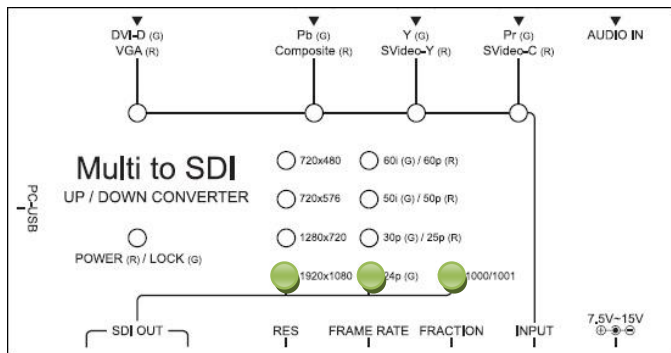 DVI-D (G)
VGA (R)
Pb (G)
Composite (R)
Y (G)
SVideo-Y (R)
Pr (G)
SVideo-C (R)
AUDIO IN
Multi to SDI
UP / DOWN CONVERTER
PC-USB
POWER (R) / LOCK (G)
720x480
60i (G) / 60p (R)
720x576
50i (G) / 50p (R)
1280x720
30p (G) / 25p (R)
1920x1080
24p (G)
1000/1001
SDI OUT
RES
FRAME RATE
FRACTION
INPUT
7.5V~15V